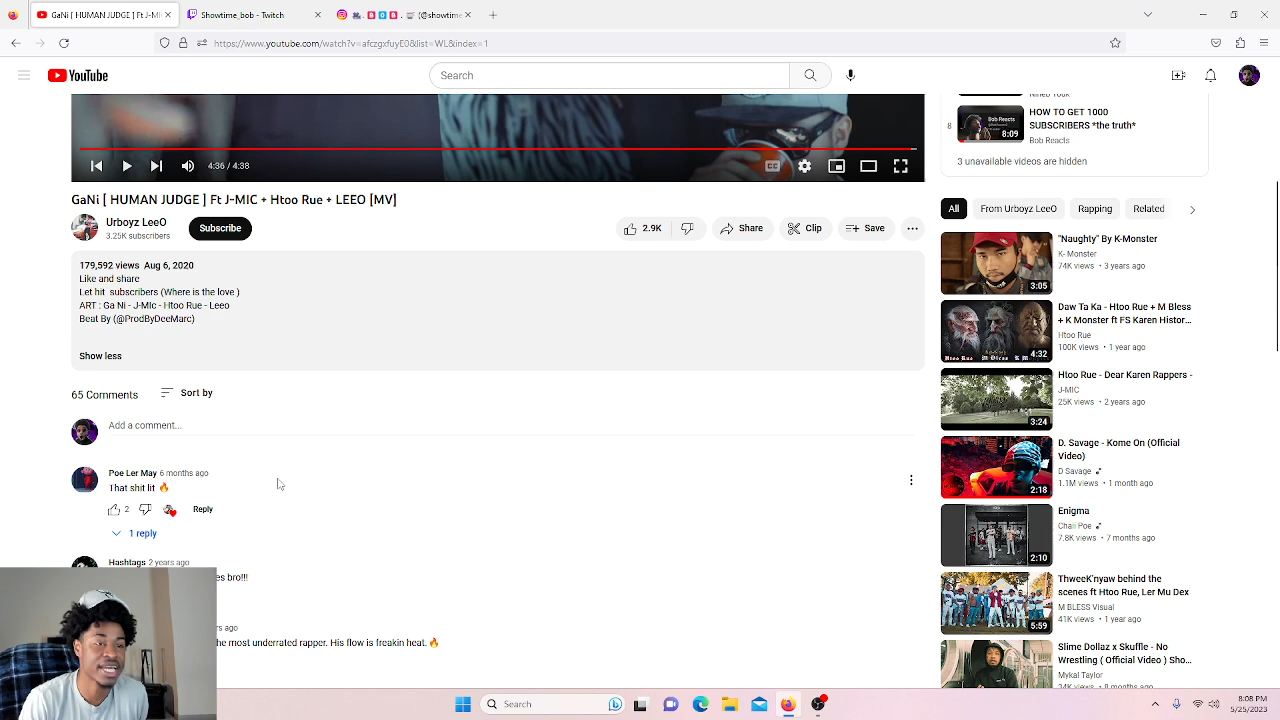 GaNi [ HUMAN JUDGE ] Ft J-MI
bob - Twitch
https://www.youtube.com/watch?v=afczgxfuyE0&list=WL&index=1
YouTube
Search
4:36 / 4:38
CC
GaNi [ HUMAN JUDGE ] Ft J-MIC + Htoo Rue + LEEO [MV]
Urboyz LeeO
3.25K subscribers
Subscribe
2.9K
Share
Clip
Save
179,592 views Aug 6, 2020
Like and share
Let hit subscribers (Where is the love )
ART : Ga Ni - J-Mlc - Htoo Rue - Leeo
Beat By (@ProdByDeeMarc)
Show less
65 Comments
Sort by
Add a comment...
Poe Ler May 6 months ago
That shit lit 🔥
2
Reply
1 reply
Hashtags 2 years ago
es bro!!!
rs ago
he most underrated rapper. His flow is freakin heat. 🔥
8
Bob Reacts
8:09
HOW TO GET 1000
SUBSCRIBERS *the truth*
Bob Reacts
3 unavailable videos are hidden
All
From Urboyz LeeO
Rapping
Related
3:05
"Naughty" By K-Monster
K- Monster
74K views • 3 years ago
4:32
Daw Ta Ka - Htoo Rue + M Bless
+ K Monster ft FS Karen Histor...
Htoo Rue
100K views • 1 year ago
3:24
Htoo Rue - Dear Karen Rappers -
J-MIC
25K views • 2 years ago
2:18
D. Savage - Kome On (Official
Video)
D Savage
1.1M views • 1 month ago
2:10
Enigma
Chali Poe
7.8K views • 7 months ago
5:59
ThreeK'nyaw behind the
scenes ft Htoo Rue, Ler Mu Dex
M BLESS Visual
41K views • 1 year ago
Slime Dollaz x Skuffle - No
Wrestling ( Official Video ) Sho...
Mykal Taylor
Search
8:08 PM
5/25/2023